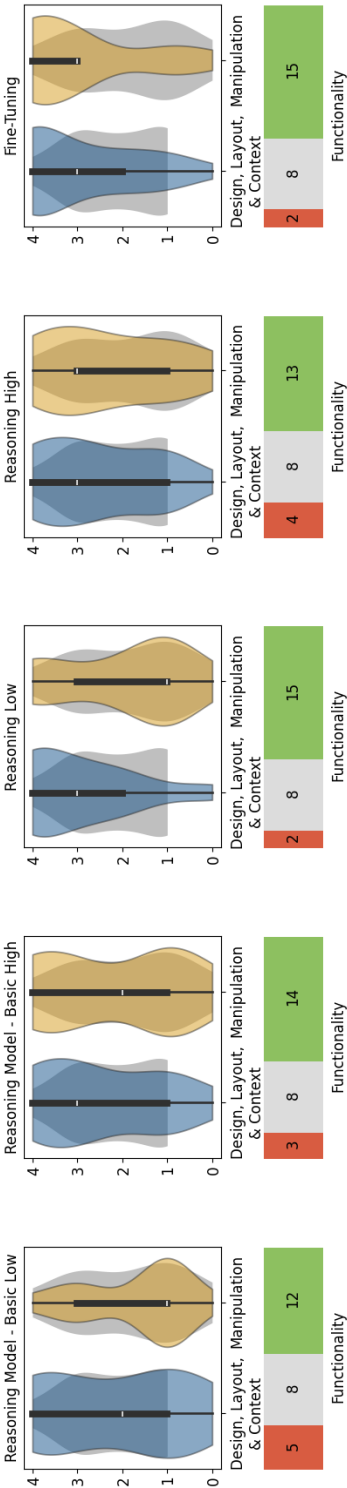 Reasoning Model - Basic Low
4
3
2
1
0
Design, Layout,
& Context
Manipulation
5
8
12
Functionality
Reasoning Model - Basic High
4
3
2
1
0
Design, Layout,
& Context
Manipulation
3
8
14
Functionality
Reasoning Low
4
3
2
1
0
Design, Layout,
& Context
Manipulation
2
8
15
Functionality
Reasoning High
4
3
2
1
0
Design, Layout,
& Context
Manipulation
4
8
13
Functionality
Fine-Tuning
4
3
2
1
0
Design, Layout,
& Context
Manipulation
2
8
15
Functionality